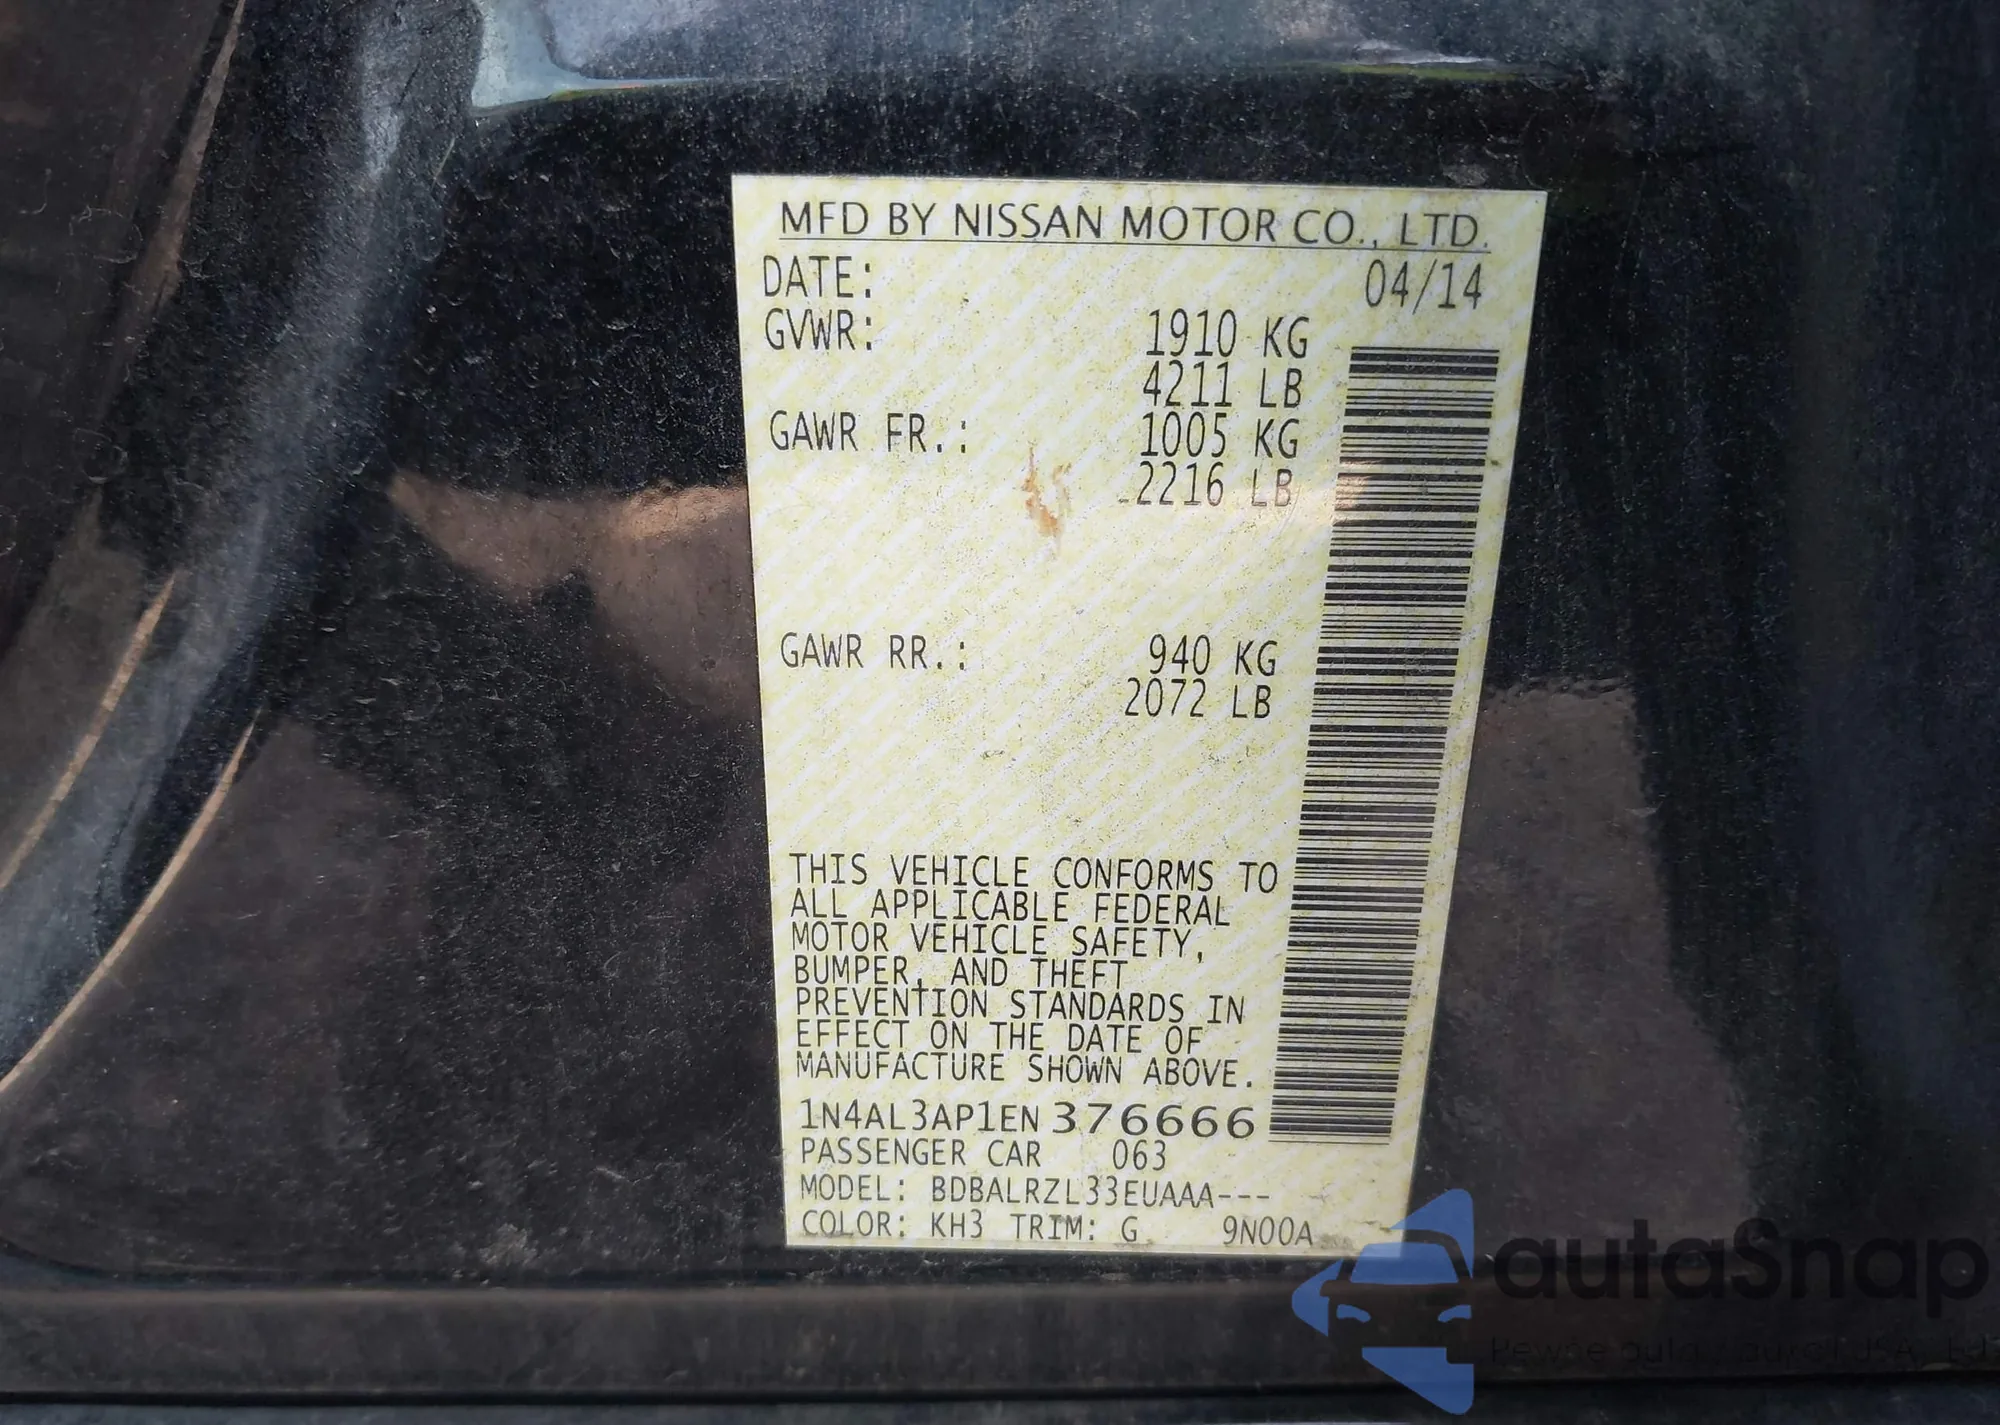 MFD BY NISSAN MOTOR CO., LTD.
DATE: 04/14
GVWR: 1910 KG
4211 LB
GAWR FR.: 1005 KG
2216 LB
GAWR RR.: 940 KG
2072 LB
THIS VEHICLE CONFORMS TO
ALL APPLICABLE FEDERAL
MOTOR VEHICLE SAFETY,
BUMPER, AND THEFT
PREVENTION STANDARDS IN
EFFECT ON THE DATE OF
MANUFACTURE SHOWN ABOVE.
1N4AL3AP1EN376666
PASSENGER CAR 063
MODEL: BDBALRZL33EUAAA---
COLOR: KH3 TRIM: G 9N00A
autaSnap
Pewne auta z